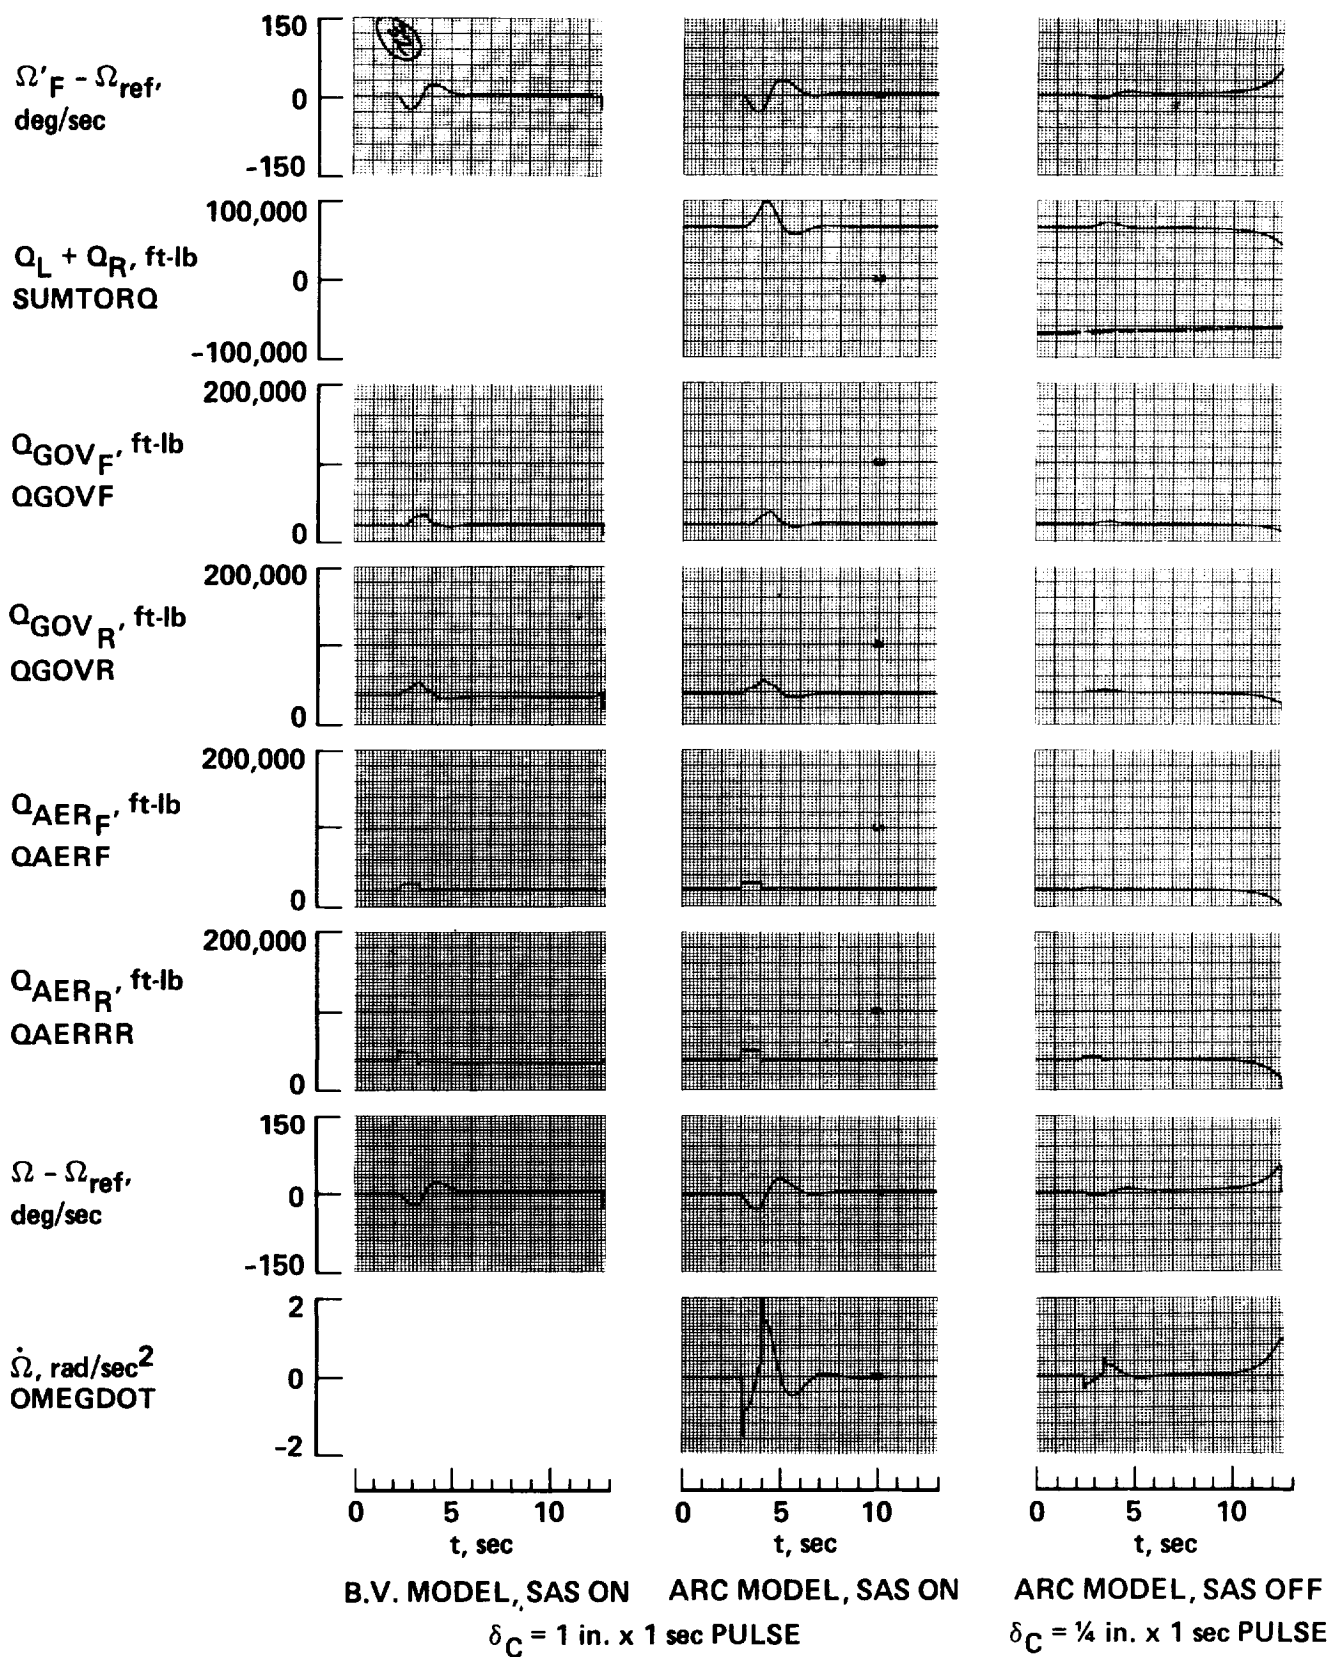 150
Ω'F - Ωref,
0
deg/sec
-150
100,000
QL + QR, ft-lb
0
SUMTORQ
-100,000
200,000
QGOVF, ft-lb
QGOVF
0
200,000
QGOVR, ft-lb
QGOVR
0
200,000
QAERF, ft-lb
QAERF
0
200,000
QAERR, ft-lb
QAERRR
0
150
Ω - Ωref,
0
deg/sec
-150
2
Ω̇, rad/sec2
0
OMEGDOT
-2
0 5 10 0 5 10 0 5 10
t, sec t, sec t, sec
B.V. MODEL, SAS ON ARC MODEL, SAS ON ARC MODEL, SAS OFF
δC = 1 in. x 1 sec PULSE δC = ¼ in. x 1 sec PULSE